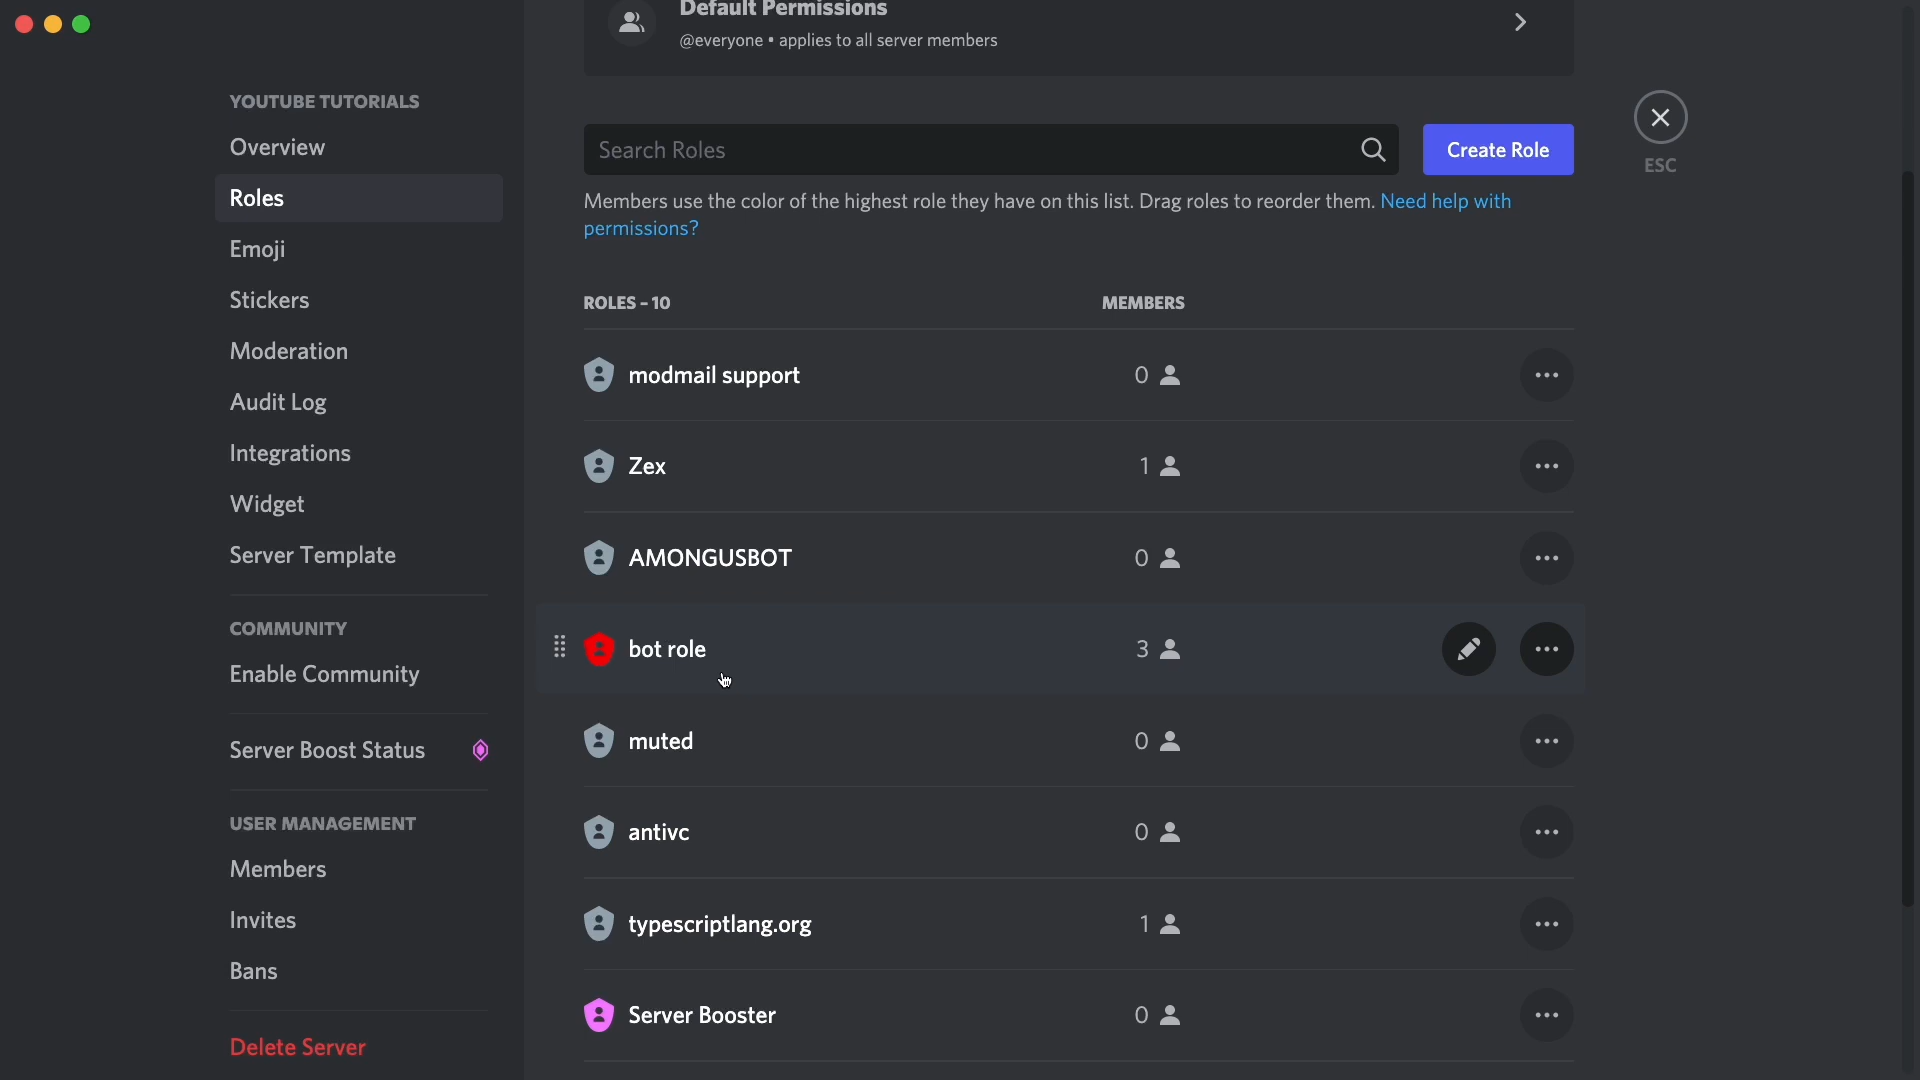 Default Permissions
@everyone • applies to all server members
YOUTUBE TUTORIALS
Overview
Roles
Emoji
Stickers
Moderation
Audit Log
Integrations
Widget
Server Template
COMMUNITY
Enable Community
Server Boost Status
USER MANAGEMENT
Members
Invites
Bans
Delete Server
Search Roles
Create Role
ESC
Members use the color of the highest role they have on this list. Drag roles to reorder them. Need help with
permissions?
ROLES – 10 MEMBERS
modmail support 0
Zex 1
AMONGUSBOT 0
bot role 3
muted 0
antivc 0
typescriptlang.org 1
Server Booster 0